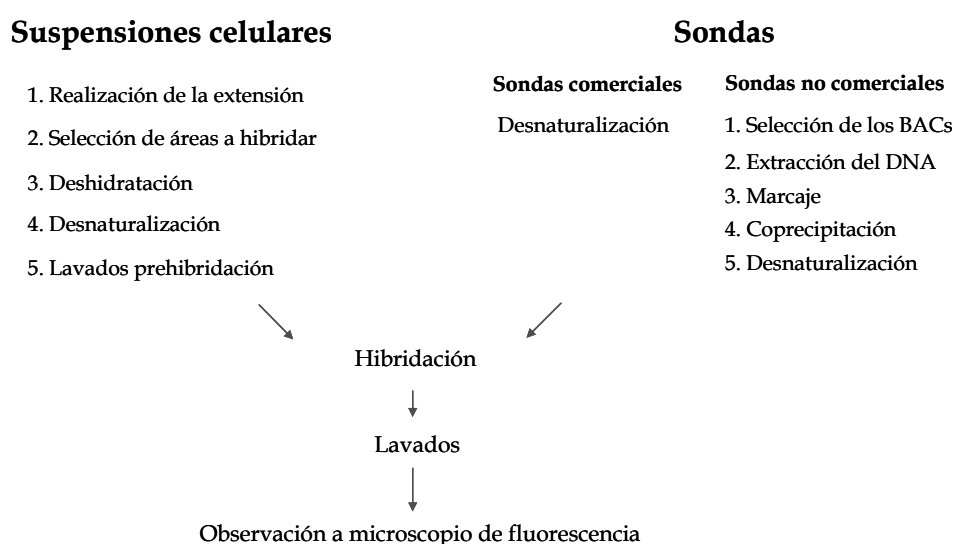 Suspensiones celulares
1. Realización de la extensión
2. Selección de áreas a hibridar
3. Deshidratación
4. Desnaturalización
5. Lavados prehibridación
Sondas
Sondas comerciales
Desnaturalización
Sondas no comerciales
1. Selección de los BACs
2. Extracción del DNA
3. Marcaje
4. Coprecipitación
5. Desnaturalización
Hibridación
Lavados
Observación a microscopio de fluorescencia